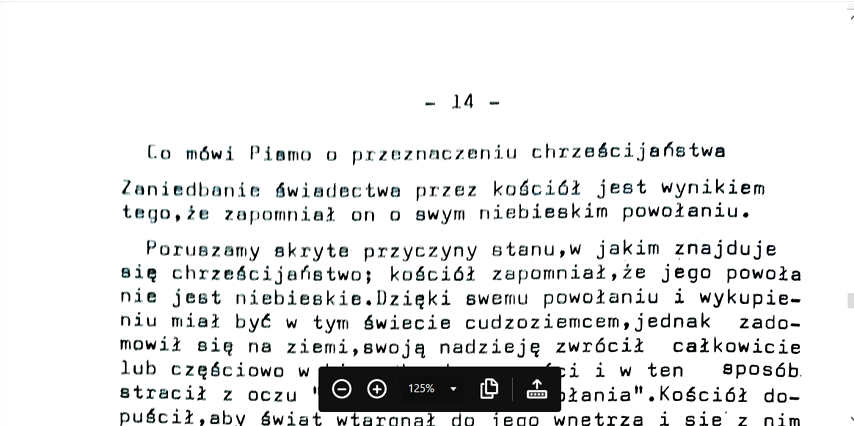 - 14 -
Co mówi Pismo o przeznaczeniu chrześcijaństwa
Zaniedbanie świadectwa przez kościół jest wynikiem
tego,że zapomniał on o swym niebieskim powołaniu.
Poruszamy skryte przyczyny stanu,w jakim znajduje
się chrześcijaństwo; kościół zapomniał,że jego powoła
nie jest niebieskie.Dzięki swemu powołaniu i wykupie-
niu miał być w tym świecie cudzoziemcem,jednak zado-
mowił się na ziemi,swoją nadzieję zwrócił całkowicie
lub częściowo w i w ten sposób
stracił z oczu .Kościół do-
puścił,aby świat wtargnął do jego wnętrza i się z nim
125%